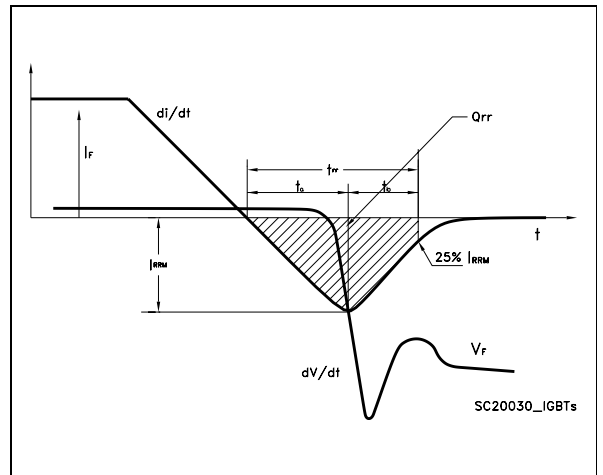 di/dt
Qrr
IF
trr
ta
tb
t
IRRM
25% IRRM
dV/dt
VF
SC20030_IGBTs